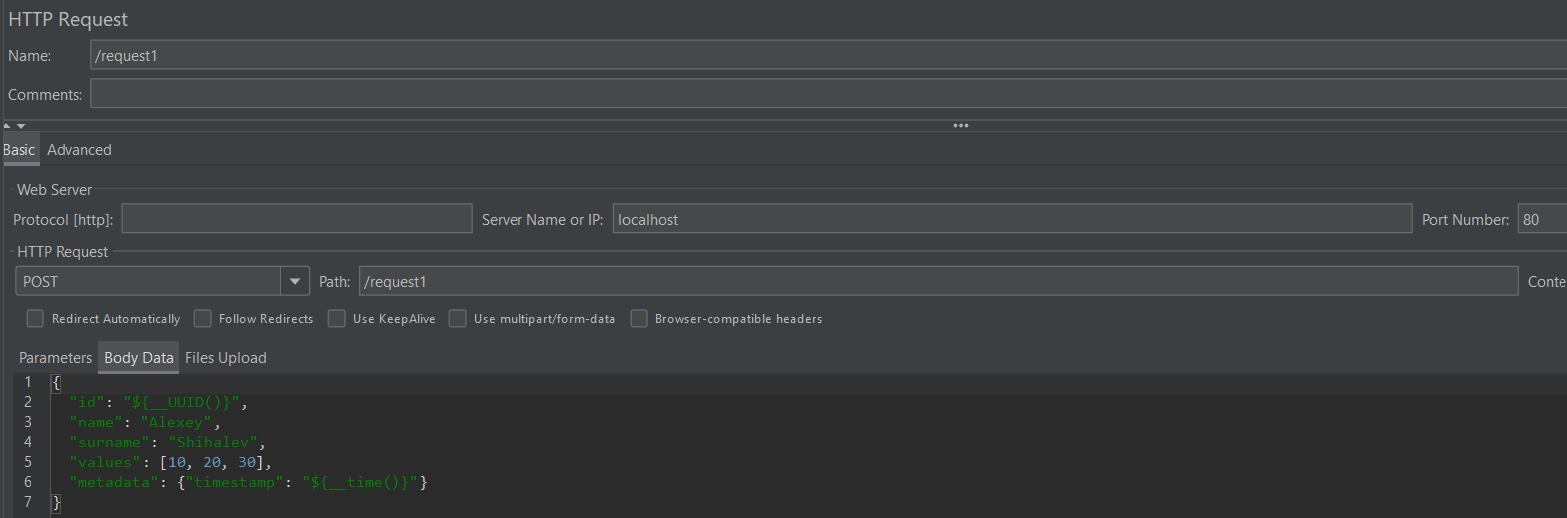 HTTP Request
Name: /request1
Comments:
•••
Basic Advanced
Web Server
Protocol [http]: Server Name or IP: localhost Port Number: 80
HTTP Request
POST Path: /request1 Conte
Redirect Automatically Follow Redirects Use KeepAlive Use multipart/form-data Browser-compatible headers
Parameters Body Data Files Upload
1 {
2 "id": "${__UUID()}",
3 "name": "Alexey",
4 "surname": "Shihalev",
5 "values": [10, 20, 30],
6 "metadata": {"timestamp": "${__time()}"}
7 }